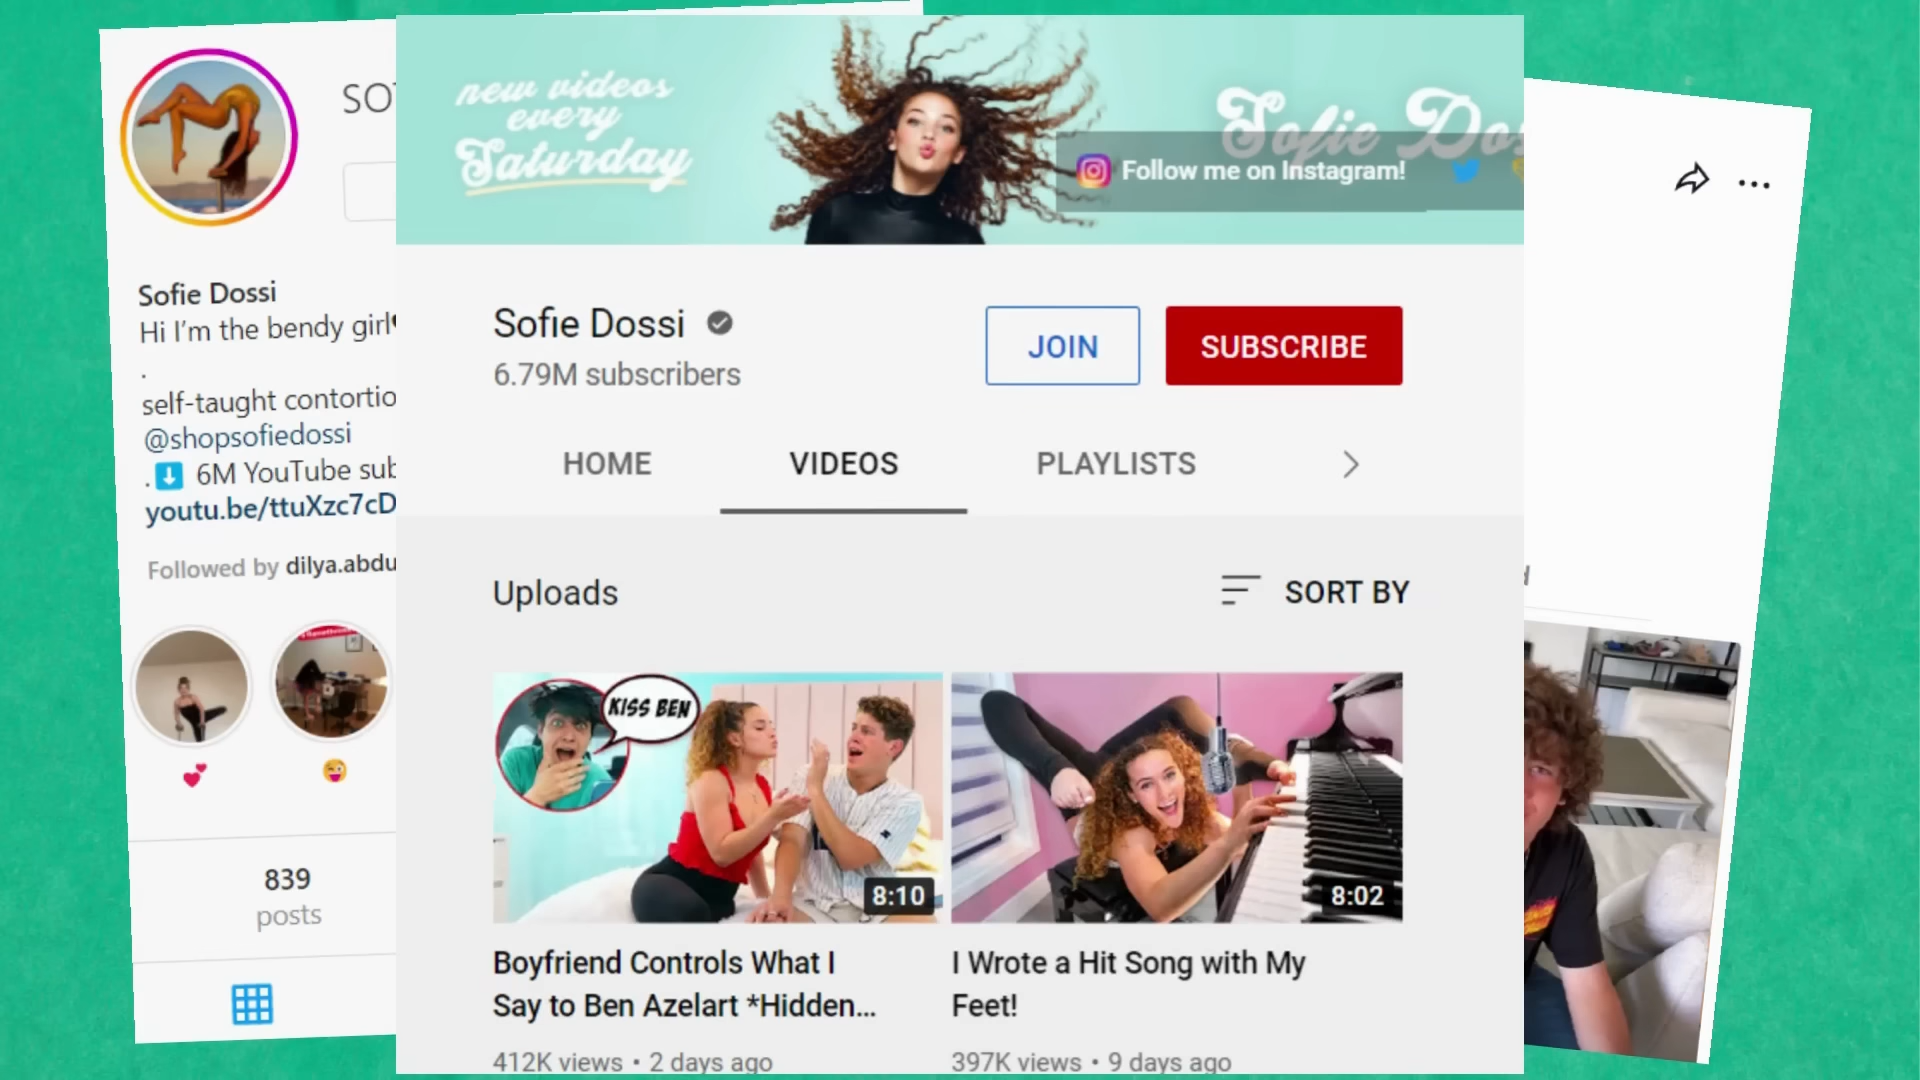 SO
Sofie Dossi
Hi I'm the bendy girl
.
self-taught contortio
@shopsofiedossi
.⬇️ 6M YouTube sub
youtu.be/ttuXzc7cD
Followed by dilya.abdu
839
posts
new videos
every
Saturday
Sofie Dos
Follow me on Instagram!
Sofie Dossi
6.79M subscribers
JOIN
SUBSCRIBE
HOME VIDEOS PLAYLISTS
Uploads
SORT BY
KISS BEN
8:10
8:02
Boyfriend Controls What I
Say to Ben Azelart *Hidden...
412K views • 2 days ago
I Wrote a Hit Song with My
Feet!
397K views • 9 days ago